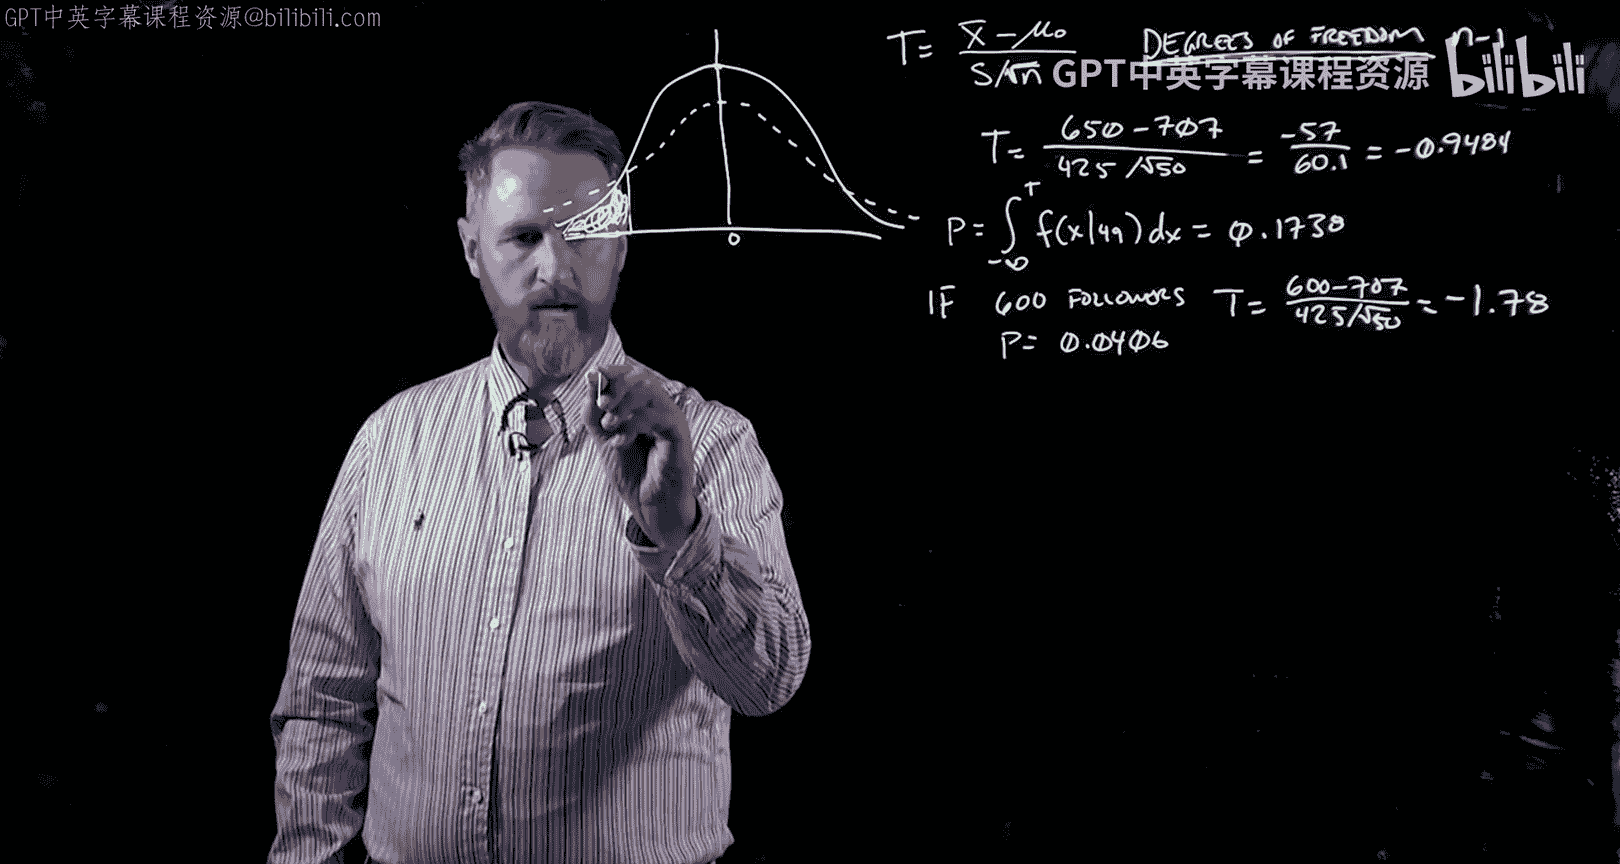 GPT中英字幕课程资源@bilibili.com
T = (X̄ - μ₀) / (S/√n) DEGREES OF FREEDOM n-1
GPT中英字幕课程资源 bilibili
T = (650 - 707) / (425/√50) = -57/60.1 = -0.9484
P = ∫_{-∞}^{T} f(x|49)dx = 0.1738
IF 600 FOLLOWERS T = (600-707) / (425/√50) = -1.78
P = 0.0406
0